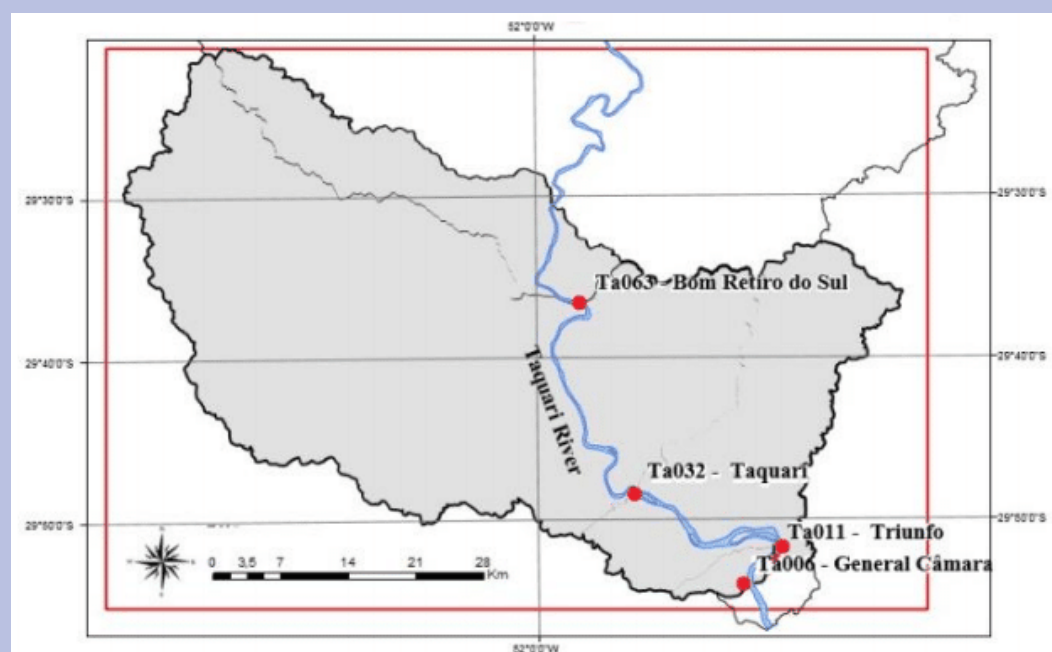 52°0'0"W
29°30'0"S
29°30'0"S
Ta063 - Bom Retiro do Sul
29°40'0"S
29°40'0"S
Taquari River
Ta032 - Taquari
29°50'0"S
29°50'0"S
Ta011 - Triunfo
Ta006 - General Câmara
0 3,5 7 14 21 28
Km
52°0'0"W